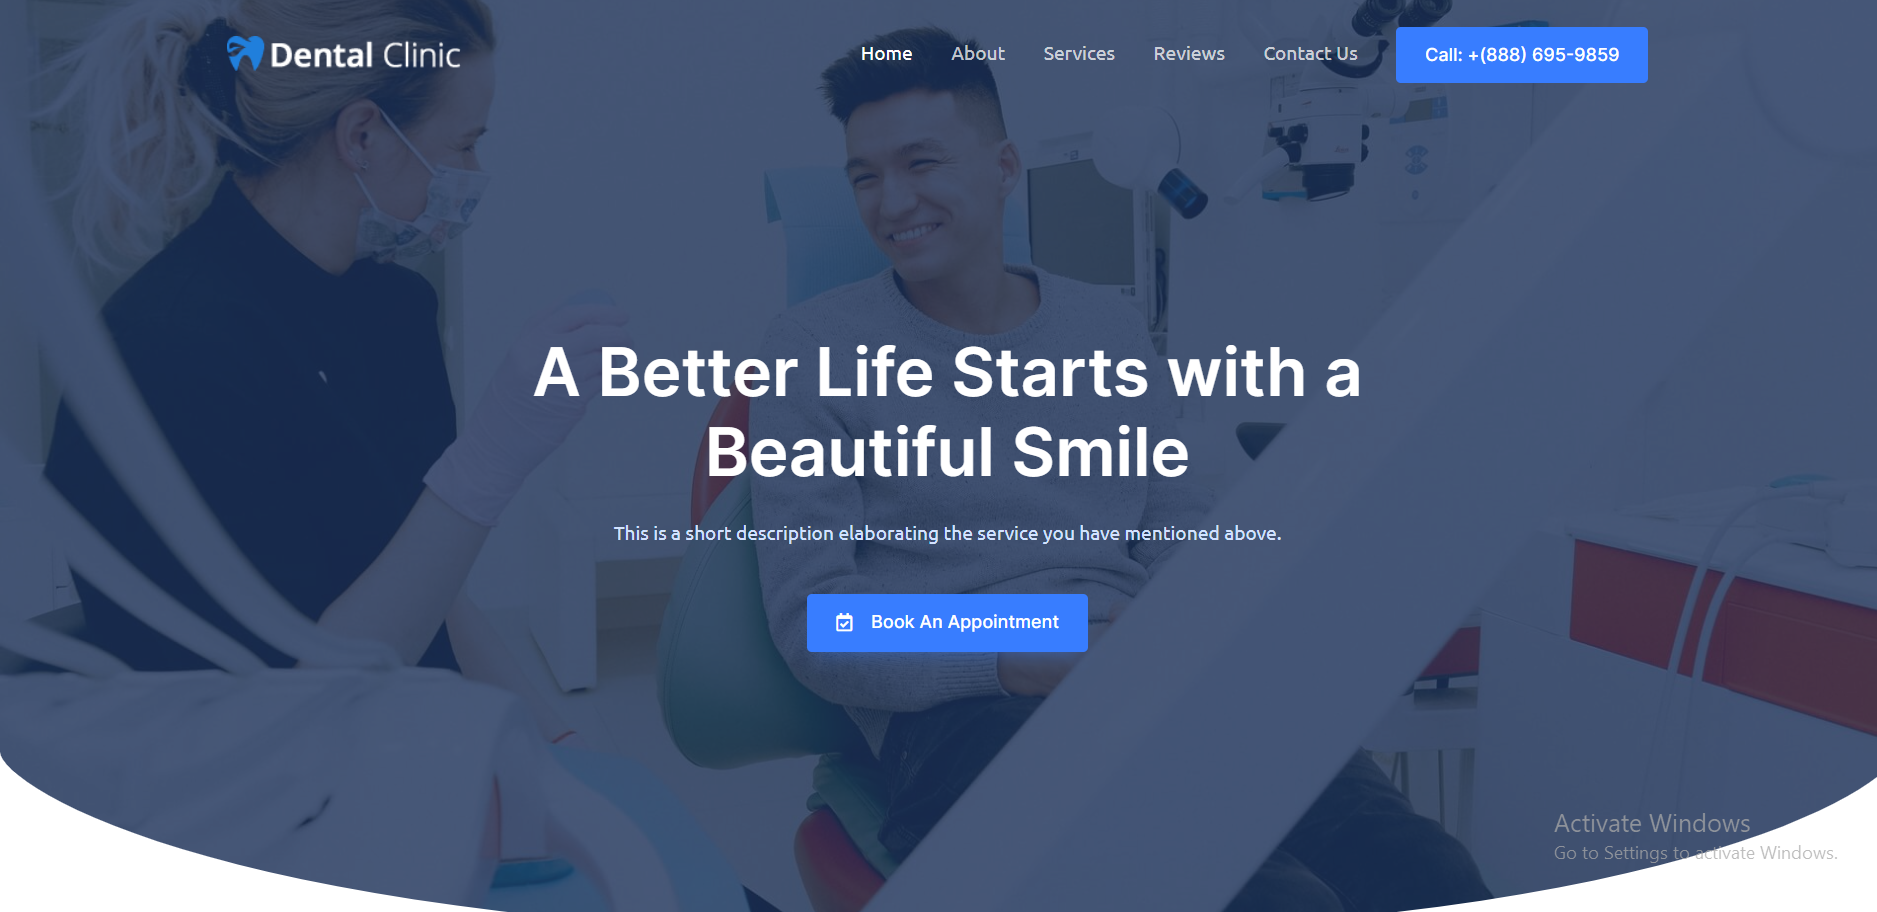 Dental Clinic
Home
About
Services
Reviews
Contact Us
Call: +(888) 695-9859
A Better Life Starts with a
Beautiful Smile
This is a short description elaborating the service you have mentioned above.
Book An Appointment
Activate Windows
Go to Settings to activate Windows.